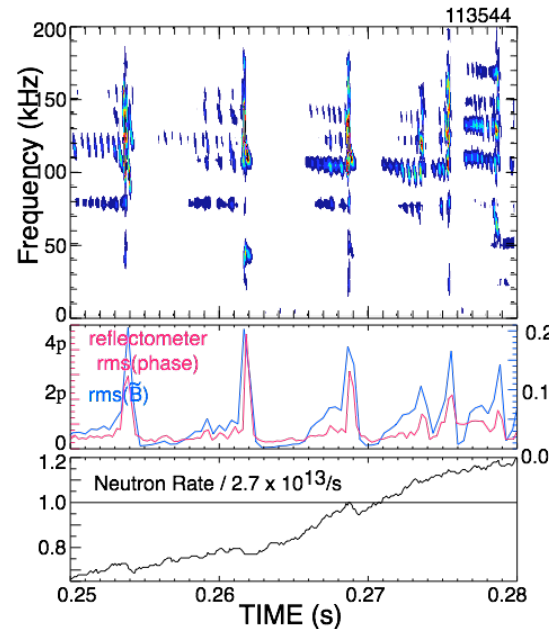 113544
200
150
100
50
0
Frequency (kHz)
4p
2p
0
reflectometer
rms(phase)
rms(B̃)
0.2
0.1
0.0
1.2
1.0
0.8
Neutron Rate / 2.7 x 10¹³/s
0.25 0.26 0.27 0.28
TIME (s)